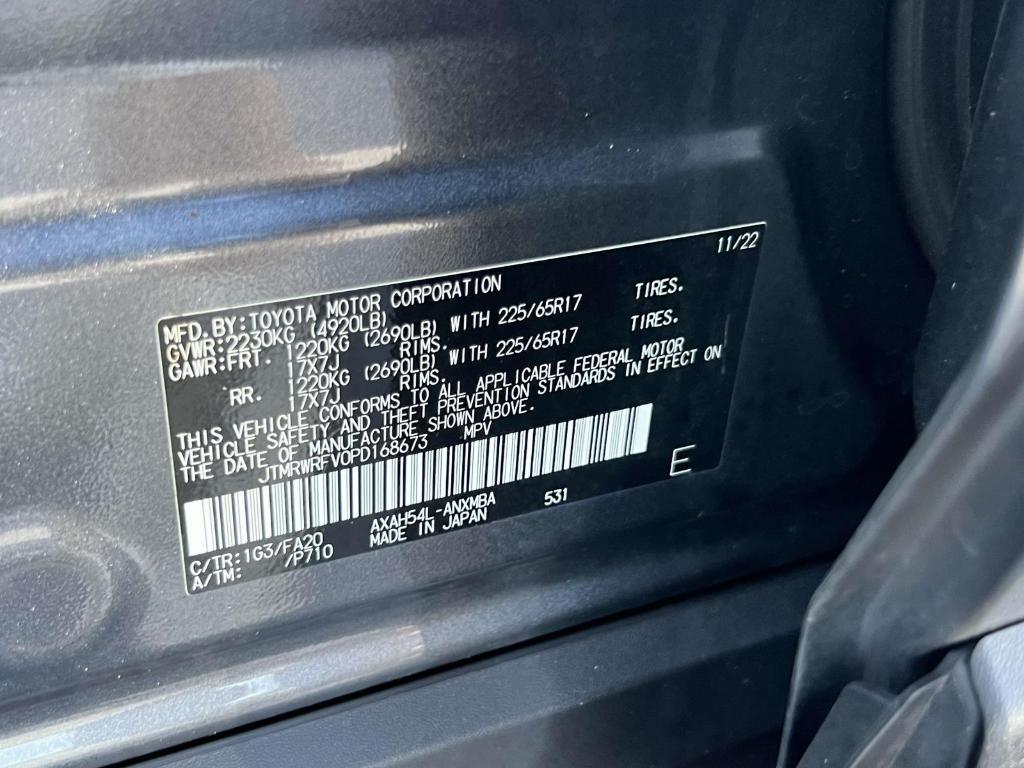 11/22
MFD. BY: TOYOTA MOTOR CORPORATION
GVWR: 2230KG (4920LB)
GAWR: FRT. 1220KG (2690LB) WITH 225/65R17 TIRES.
17X7J RIMS.
RR. 1220KG (2690LB) WITH 225/65R17 TIRES.
17X7J RIMS.
THIS VEHICLE CONFORMS TO ALL APPLICABLE FEDERAL MOTOR
VEHICLE SAFETY AND THEFT PREVENTION STANDARDS IN EFFECT ON
THE DATE OF MANUFACTURE SHOWN ABOVE.
JTMRWRFV0PD168673 MPV
E
C/TR: 1G3/FA20 AXAH54L-ANXMBA 531
A/TM: /P710 MADE IN JAPAN